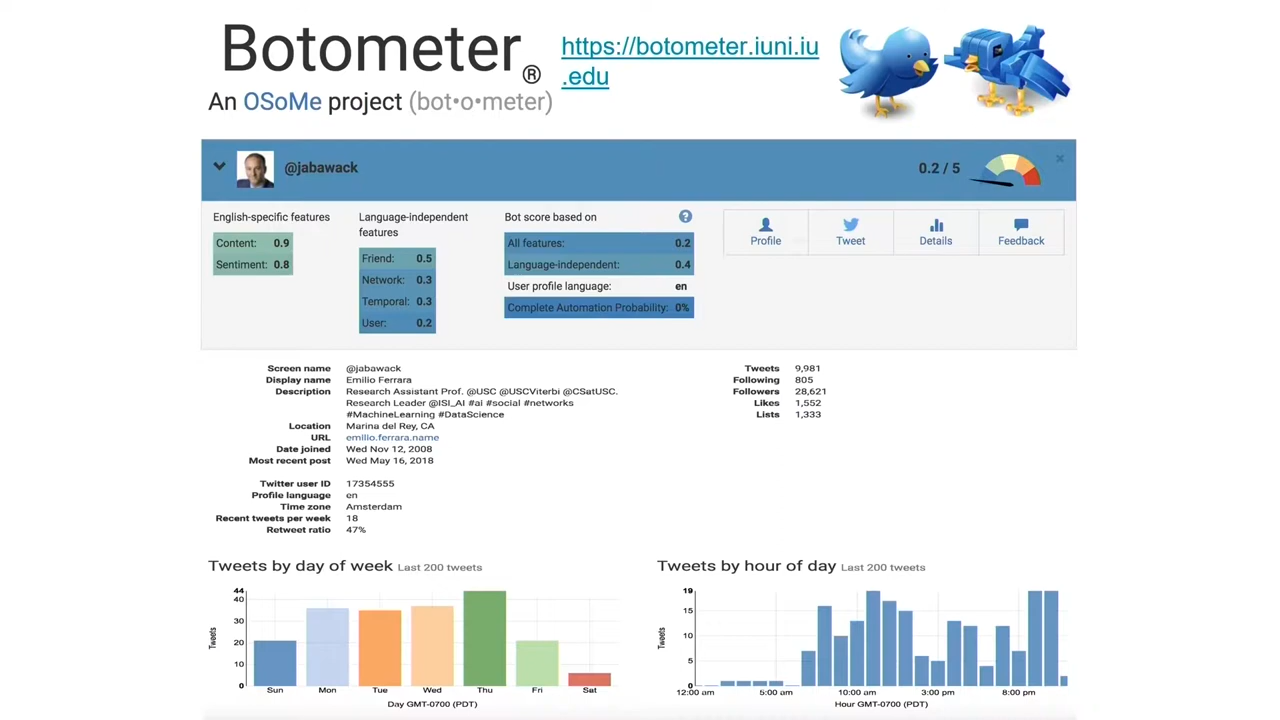 Botometer®
https://botometer.iuni.iu
.edu
An OSoMe project (bot•o•meter)
@jabawack
0.2 / 5
×
English-specific features
Content: 0.9
Sentiment: 0.8
Language-independent
features
Friend: 0.5
Network: 0.3
Temporal: 0.3
User: 0.2
Bot score based on ?
All features: 0.2
Language-independent: 0.4
User profile language: en
Complete Automation Probability: 0%
Profile
Tweet
Details
Feedback
Screen name @jabawack
Display name Emilio Ferrara
Description Research Assistant Prof. @USC @USCViterbi @CSatUSC.
Research Leader @ISI_AI #ai #social #networks
#MachineLearning #DataScience
Location Marina del Rey, CA
URL emilio.ferrara.name
Date joined Wed Nov 12, 2008
Most recent post Wed May 16, 2018
Twitter user ID 17354555
Profile language en
Time zone Amsterdam
Recent tweets per week 18
Retweet ratio 47%
Tweets 9,981
Following 805
Followers 28,621
Likes 1,552
Lists 1,333
Tweets by day of week Last 200 tweets
44
40
30
20
10
0
Tweets
Sun Mon Tue Wed Thu Fri Sat
Day GMT-0700 (PDT)
Tweets by hour of day Last 200 tweets
19
15
10
5
0
Tweets
12:00 am 5:00 am 10:00 am 3:00 pm 8:00 pm
Hour GMT-0700 (PDT)